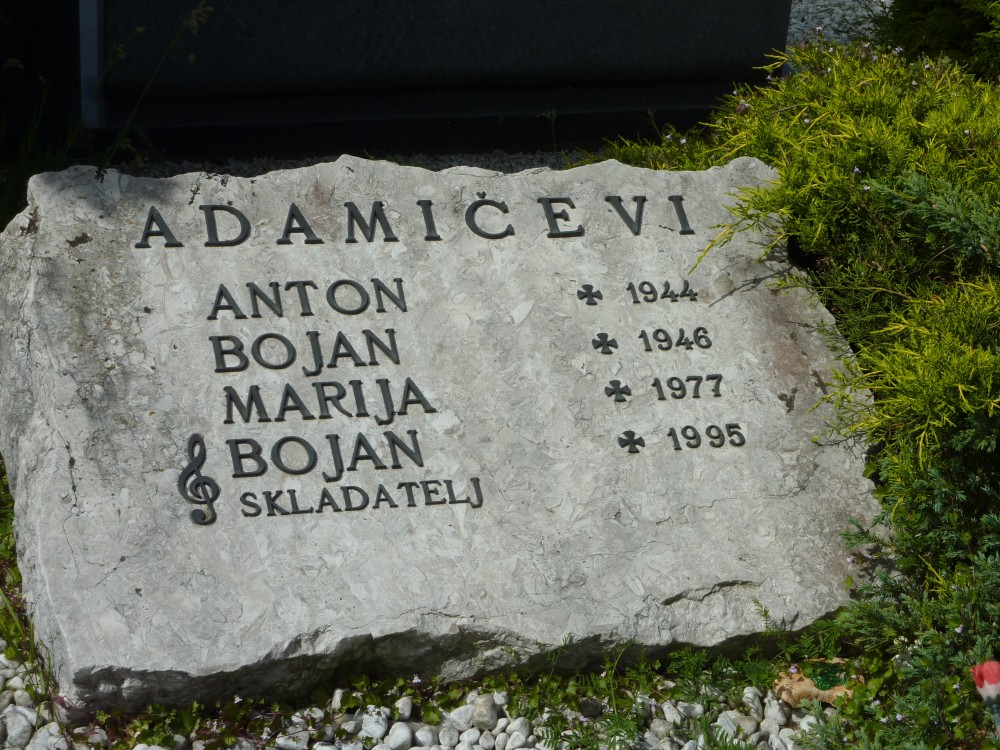 ADAMIČEVI
ANTON ✠ 1944
BOJAN ✠ 1946
MARIJA ✠ 1977
BOJAN ✠ 1995
SKLADATELJ